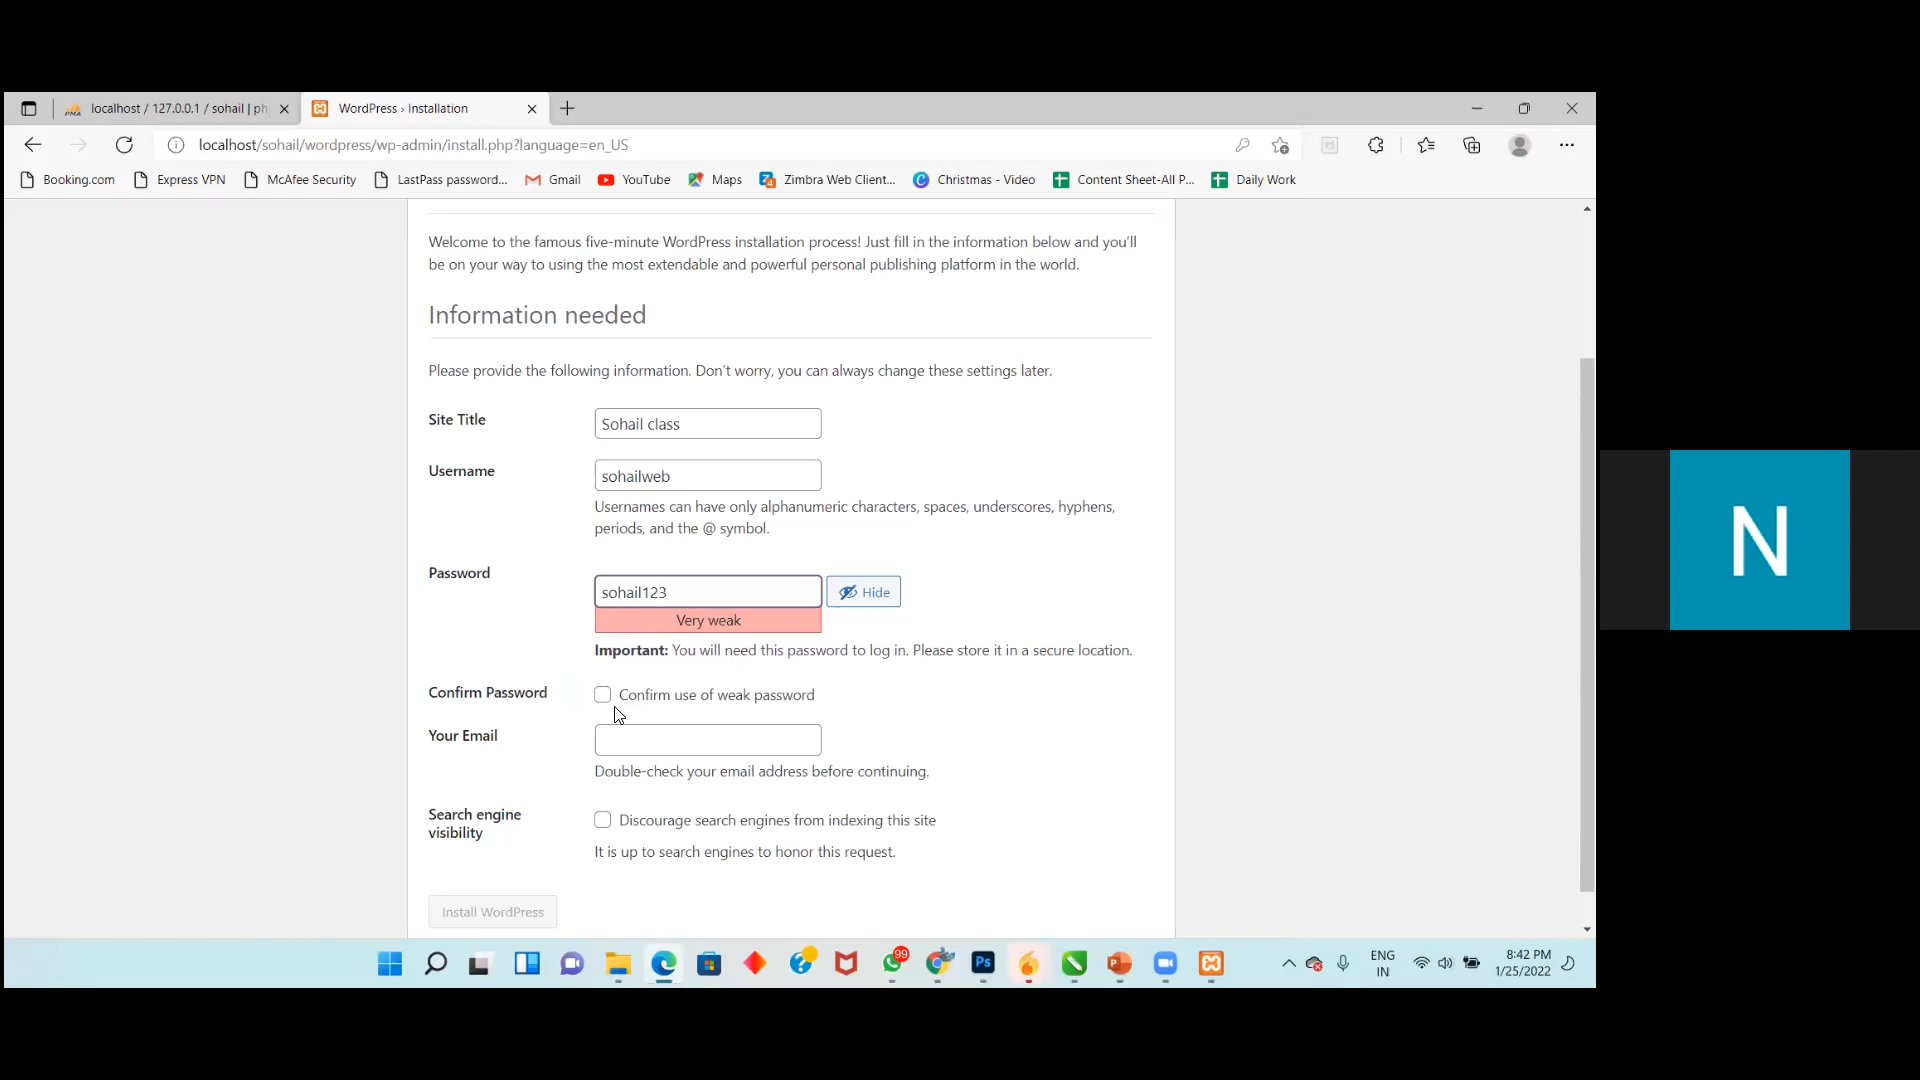 localhost / 127.0.0.1 / sohail | ph
WordPress › Installation
localhost/sohail/wordpress/wp-admin/install.php?language=en_US
Booking.com
Express VPN
McAfee Security
LastPass password...
Gmail
YouTube
Maps
Zimbra Web Client...
Christmas - Video
Content Sheet-All P...
Daily Work
Welcome to the famous five-minute WordPress installation process! Just fill in the information below and you'll
be on your way to using the most extendable and powerful personal publishing platform in the world.
Information needed
Please provide the following information. Don't worry, you can always change these settings later.
Site Title
Sohail class
Username
sohailweb
Usernames can have only alphanumeric characters, spaces, underscores, hyphens,
periods, and the @ symbol.
Password
sohail123
Hide
Very weak
Important: You will need this password to log in. Please store it in a secure location.
Confirm Password
Confirm use of weak password
Your Email
Double-check your email address before continuing.
Search engine
visibility
Discourage search engines from indexing this site
It is up to search engines to honor this request.
Install WordPress
N
99
Ps
ENG
IN
8:42 PM
1/25/2022